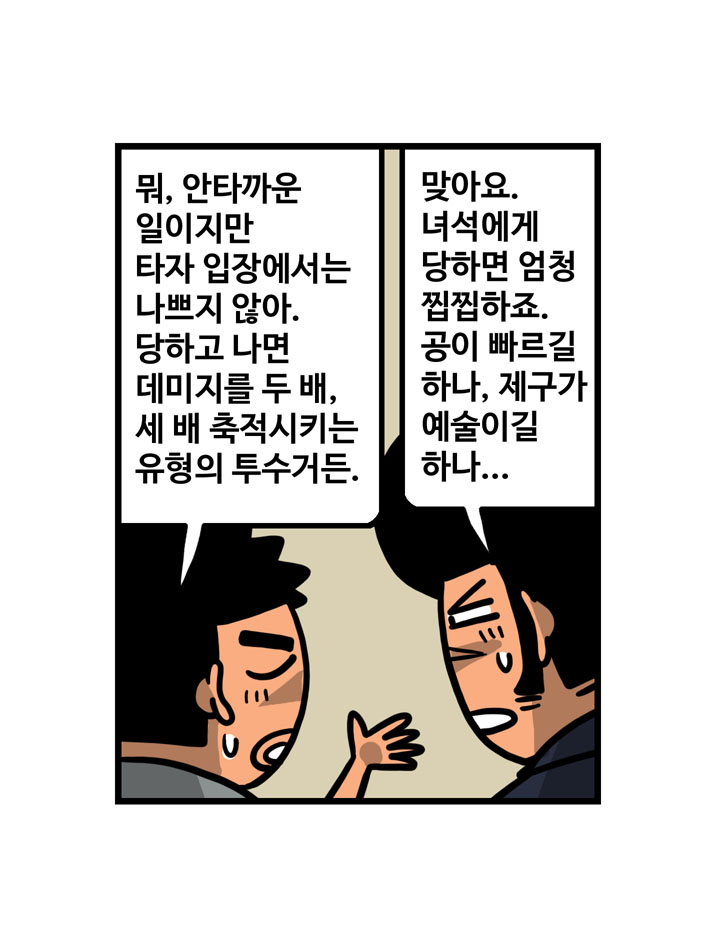 뭐, 안타까운
일이지만
타자 입장에서는
나쁘지 않아.
당하고 나면
데미지를 두 배,
세 배 축적시키는
유형의 투수거든.
맞아요.
녀석에게
당하면 엄청
찝찝하죠.
공이 빠르길
하나, 제구가
예술이길
하나...